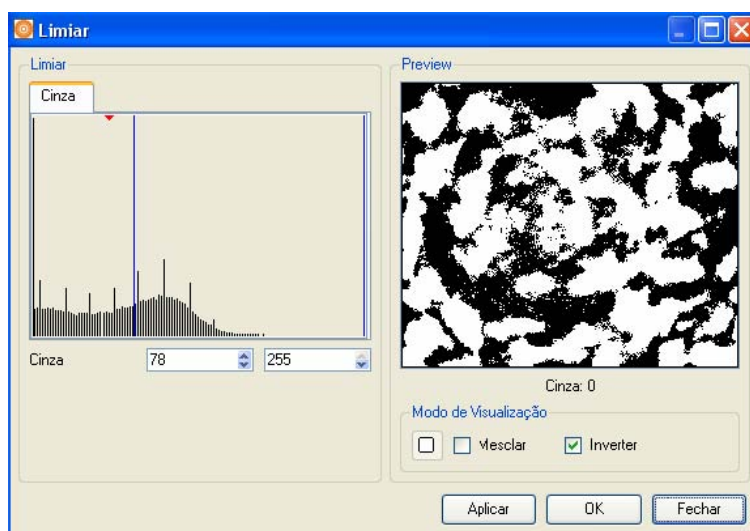 Limiar
Limiar
Cinza
Cinza 78 255
Preview
Cinza: 0
Modo de Visualização
Mesclar Inverter
Aplicar OK Fechar